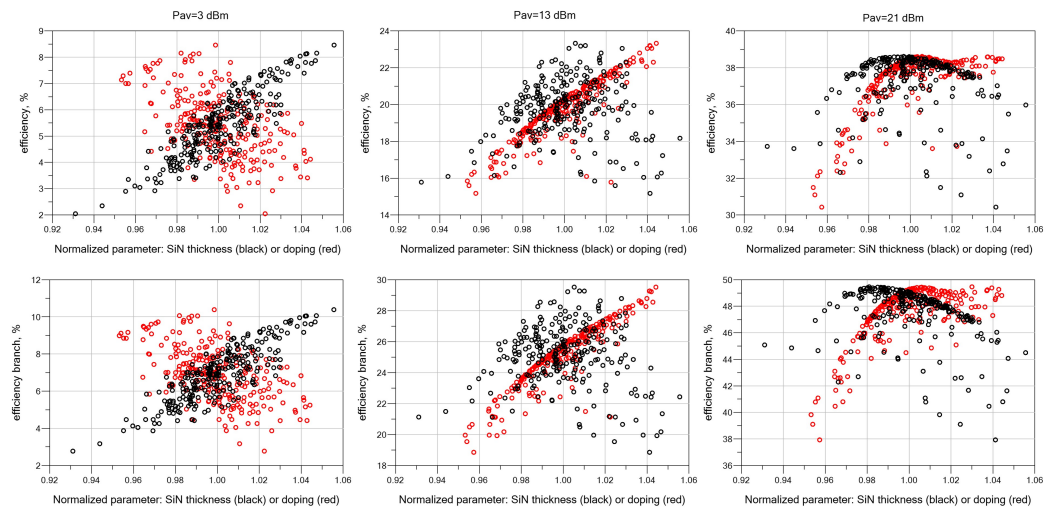 Pav=3 dBm
Pav=13 dBm
Pav=21 dBm
efficiency, %
9
8
7
6
5
4
3
2
0.92 0.94 0.96 0.98 1.00 1.02 1.04 1.06
Normalized parameter: SiN thickness (black) or doping (red)
efficiency, %
24
22
20
18
16
14
0.92 0.94 0.96 0.98 1.00 1.02 1.04 1.06
Normalized parameter: SiN thickness (black) or doping (red)
efficiency, %
40
38
36
34
32
30
0.92 0.94 0.96 0.98 1.00 1.02 1.04 1.06
Normalized parameter: SiN thickness (black) or doping (red)
efficiency branch, %
12
10
8
6
4
2
0.92 0.94 0.96 0.98 1.00 1.02 1.04 1.06
Normalized parameter: SiN thickness (black) or doping (red)
efficiency branch, %
30
28
26
24
22
20
18
0.92 0.94 0.96 0.98 1.00 1.02 1.04 1.06
Normalized parameter: SiN thickness (black) or doping (red)
efficiency branch, %
50
48
46
44
42
40
38
36
0.92 0.94 0.96 0.98 1.00 1.02 1.04 1.06
Normalized parameter: SiN thickness (black) or doping (red)